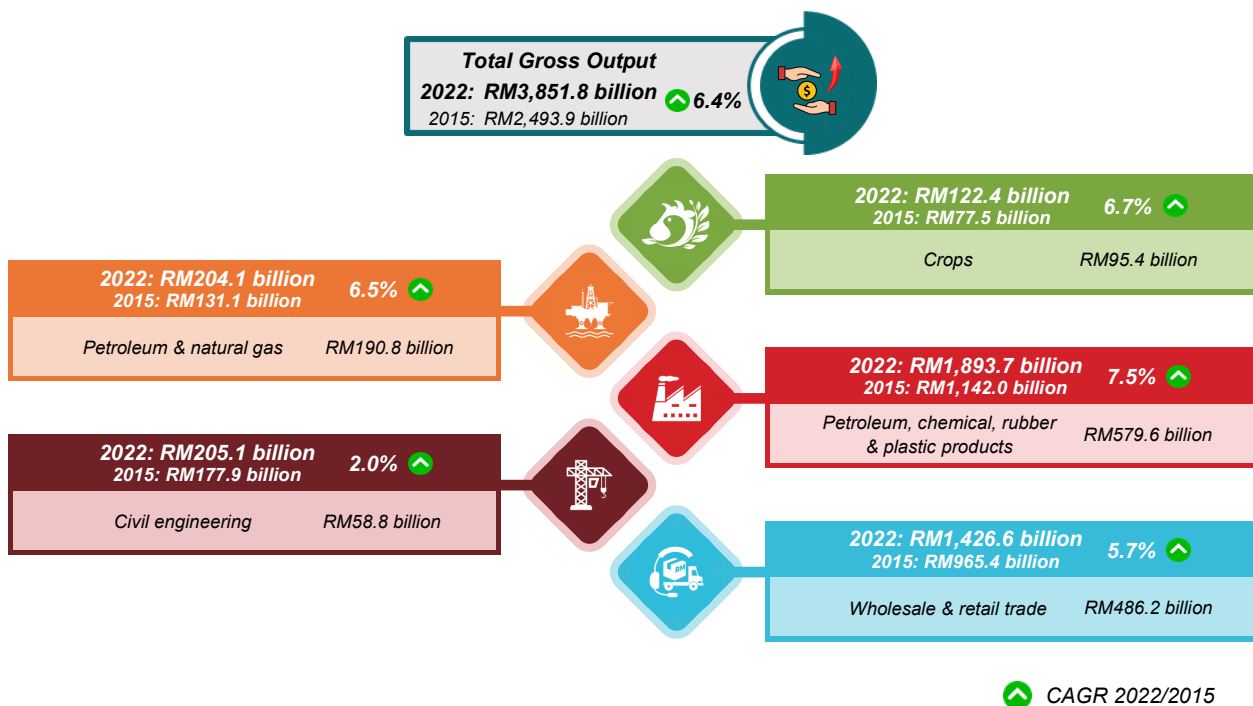 Total Gross Output
2022: RM3,851.8 billion
6.4%
2015: RM2,493.9 billion
2022: RM122.4 billion
2015: RM77.5 billion
6.7%
Crops RM95.4 billion
2022: RM204.1 billion
2015: RM131.1 billion
6.5%
Petroleum & natural gas RM190.8 billion
2022: RM1,893.7 billion
2015: RM1,142.0 billion
7.5%
Petroleum, chemical, rubber
& plastic products
RM579.6 billion
2022: RM205.1 billion
2015: RM177.9 billion
2.0%
Civil engineering RM58.8 billion
2022: RM1,426.6 billion
2015: RM965.4 billion
5.7%
Wholesale & retail trade RM486.2 billion
RM
$
CAGR 2022/2015